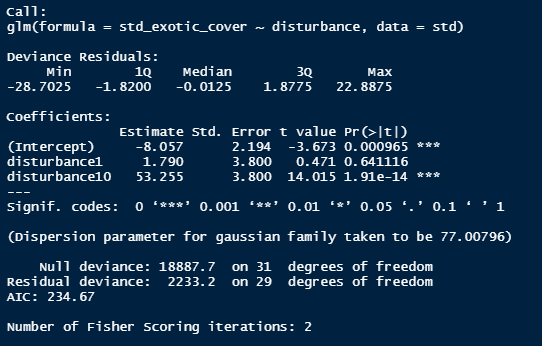 Call:
glm(formula = std_exotic_cover ~ disturbance, data = std)
Deviance Residuals:
Min 1Q Median 3Q Max
-28.7025 -1.8200 -0.0125 1.8775 22.8875
Coefficients:
Estimate Std. Error t value Pr(>|t|)
(Intercept) -8.057 2.194 -3.673 0.000965 ***
disturbance1 1.790 3.800 0.471 0.641116
disturbance10 53.255 3.800 14.015 1.91e-14 ***
---
Signif. codes: 0 ‘***’ 0.001 ‘**’ 0.01 ‘*’ 0.05 ‘.’ 0.1 ‘ ’ 1
(Dispersion parameter for gaussian family taken to be 77.00796)
Null deviance: 18887.7 on 31 degrees of freedom
Residual deviance: 2233.2 on 29 degrees of freedom
AIC: 234.67
Number of Fisher Scoring iterations: 2